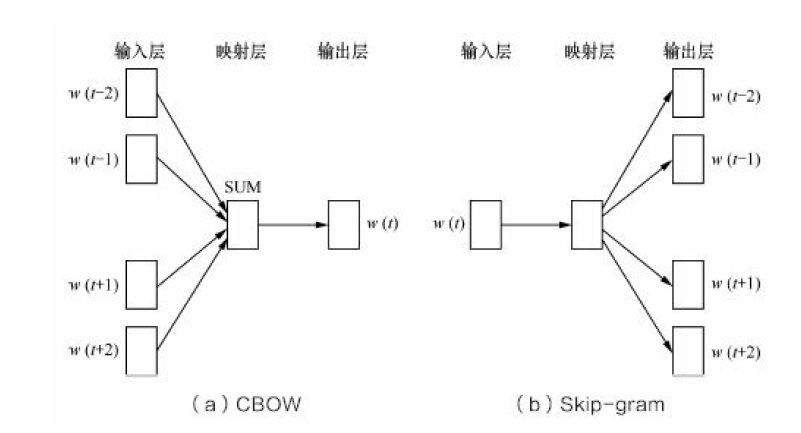 输入层 映射层 输出层 输入层 映射层 输出层
w (t−2) w (t−2)
w (t−1) w (t−1)
SUM
w (t) w (t)
w (t+1) w (t+1)
w (t+2) w (t+2)
(a) CBOW (b) Skip-gram